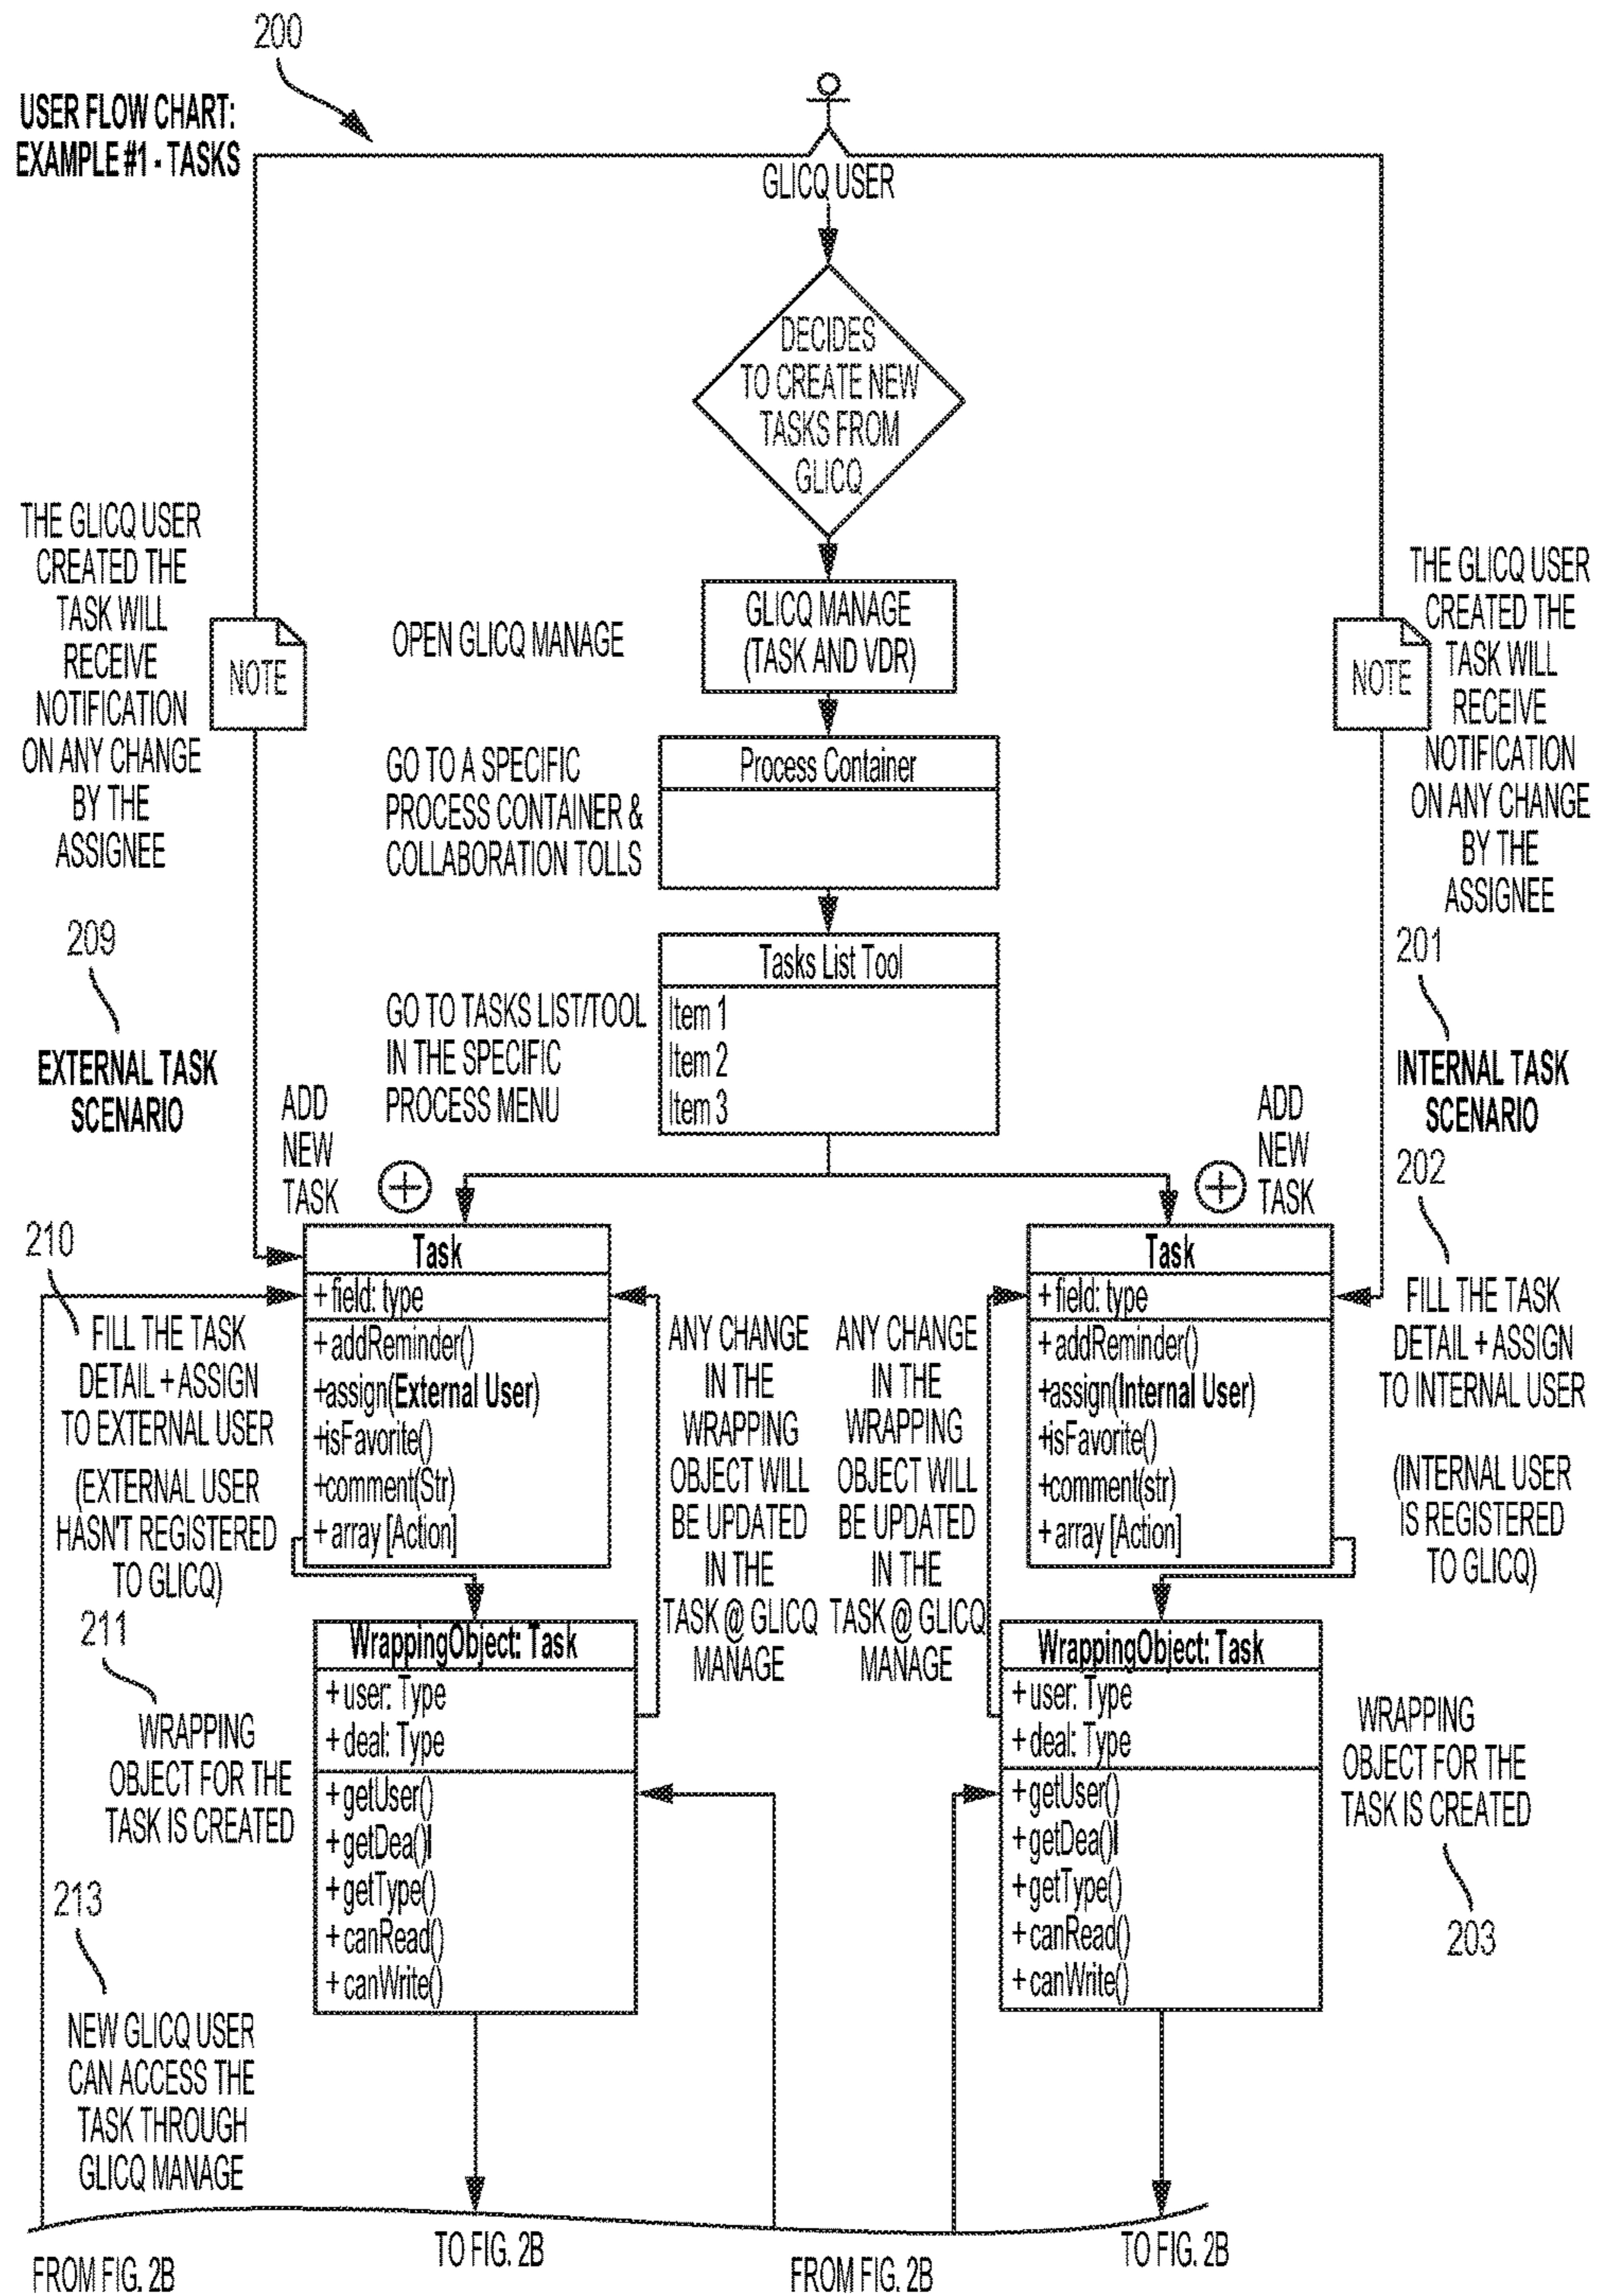 200
USER FLOW CHART:
EXAMPLE #1 - TASKS
GLICQ USER
DECIDES
TO CREATE NEW
TASKS FROM
GLICQ
THE GLICQ USER
CREATED THE
TASK WILL
RECEIVE
NOTIFICATION
ON ANY CHANGE
BY THE
ASSIGNEE
NOTE
OPEN GLICQ MANAGE
GLICQ MANAGE
(TASK AND VDR)
NOTE
THE GLICQ USER
CREATED THE
TASK WILL
RECEIVE
NOTIFICATION
ON ANY CHANGE
BY THE
ASSIGNEE
GO TO A SPECIFIC
PROCESS CONTAINER &
COLLABORATION TOLLS
Process Container
209
EXTERNAL TASK
SCENARIO
GO TO TASKS LIST/TOOL
IN THE SPECIFIC
PROCESS MENU
Tasks List Tool
Item 1
Item 2
Item 3
201
INTERNAL TASK
SCENARIO
ADD
NEW
TASK
+
+
ADD
NEW
TASK
202
210
FILL THE TASK
DETAIL + ASSIGN
TO EXTERNAL USER
(EXTERNAL USER
HASN'T REGISTERED
TO GLICQ)
Task
+ field: type
+ addReminder()
+assign(External User)
+isFavorite()
+comment(Str)
+ array [Action]
ANY CHANGE
IN THE
WRAPPING
OBJECT WILL
BE UPDATED
IN THE
TASK @ GLICQ
MANAGE
ANY CHANGE
IN THE
WRAPPING
OBJECT WILL
BE UPDATED
IN THE
TASK @ GLICQ
MANAGE
Task
+ field: type
+ addReminder()
+assign(Internal User)
+isFavorite()
+comment(str)
+ array [Action]
FILL THE TASK
DETAIL + ASSIGN
TO INTERNAL USER
(INTERNAL USER
IS REGISTERED
TO GLICQ)
211
WRAPPING
OBJECT FOR THE
TASK IS CREATED
WrappingObject: Task
+ user: Type
+ deal: Type
+ getUser()
+ getDea()l
+ getType()
+ canRead()
+ canWrite()
WrappingObject: Task
+ user: Type
+ deal: Type
+ getUser()
+ getDea()l
+ getType()
+ canRead()
+ canWrite()
WRAPPING
OBJECT FOR THE
TASK IS CREATED
203
213
NEW GLICQ USER
CAN ACCESS THE
TASK THROUGH
GLICQ MANAGE
FROM FIG. 2B
TO FIG. 2B
FROM FIG. 2B
TO FIG. 2B